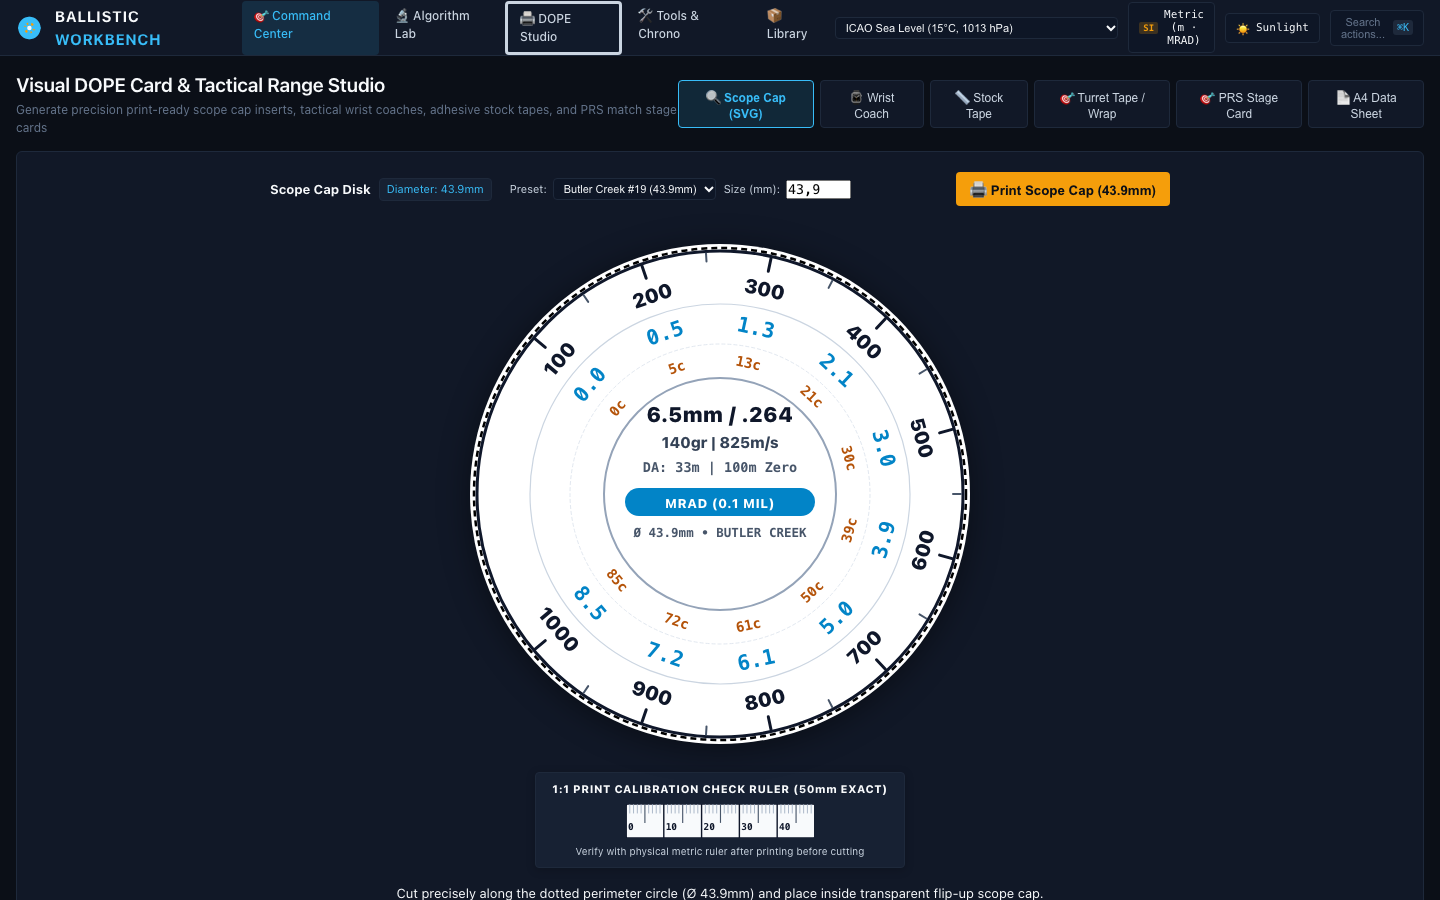 BALLISTIC
WORKBENCH
🎯 Command
Center
🔬 Algorithm
Lab
🖨️ DOPE
Studio
🛠️ Tools &
Chrono
📦
Library
ICAO Sea Level (15°C, 1013 hPa)
SI Metric
(m ·
MRAD)
☀️ Sunlight
Search
actions...
⌘K
Visual DOPE Card & Tactical Range Studio
Generate precision print-ready scope cap inserts, tactical wrist coaches, adhesive stock tapes, and PRS match stage
cards
🔍 Scope Cap
(SVG)
Wrist
Coach
📏 Stock
Tape
🎯 Turret Tape /
Wrap
🎯 PRS Stage
Card
📄 A4 Data
Sheet
Scope Cap Disk
Diameter: 43.9mm
Preset:
Butler Creek #19 (43.9mm)
Size (mm):
43,9
🖨️ Print Scope Cap (43.9mm)
100
200
300
400
500
600
700
800
900
1000
0.0
0.5
1.3
2.1
3.0
3.9
5.0
6.1
7.2
8.5
0c
5c
13c
21c
30c
39c
50c
61c
72c
85c
6.5mm / .264
140gr | 825m/s
DA: 33m | 100m Zero
MRAD (0.1 MIL)
Ø 43.9mm • BUTLER CREEK
1:1 PRINT CALIBRATION CHECK RULER (50mm EXACT)
0 10 20 30 40
Verify with physical metric ruler after printing before cutting
Cut precisely along the dotted perimeter circle (Ø 43.9mm) and place inside transparent flip-up scope cap.